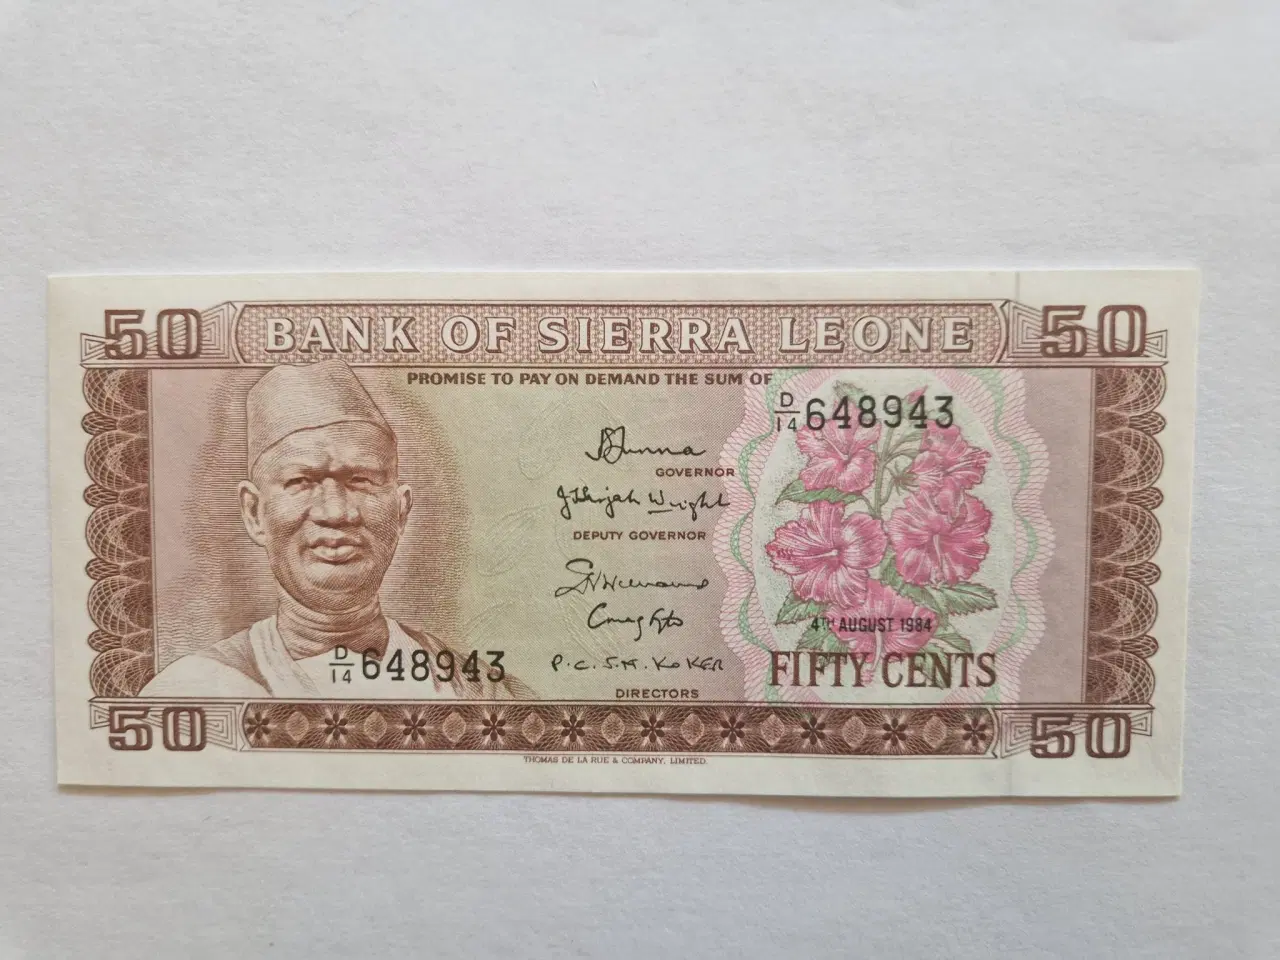 50 BANK OF SIERRA LEONE 50
PROMISE TO PAY ON DEMAND THE SUM OF
D/14 648943
GOVERNOR
DEPUTY GOVERNOR
4TH AUGUST 1984
D/14 648943
P.C.S.M. KOKER
FIFTY CENTS
DIRECTORS
50 50
THOMAS DE LA RUE & COMPANY, LIMITED.